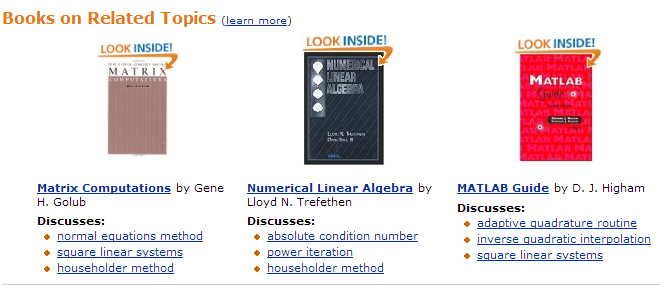 Books on Related Topics (learn more)
LOOK INSIDE!
MATRIX
COMPUTATIONS
LOOK INSIDE!
NUMERICAL
LINEAR
ALGEBRA
LLOYD N. TREFETHEN
DAVID BAU, III
LOOK INSIDE!
MATLAB
Guide
Matrix Computations by Gene
H. Golub
Discusses:
normal equations method
square linear systems
householder method
Numerical Linear Algebra by
Lloyd N. Trefethen
Discusses:
absolute condition number
power iteration
householder method
MATLAB Guide by D. J. Higham
Discusses:
adaptive quadrature routine
inverse quadratic interpolation
square linear systems